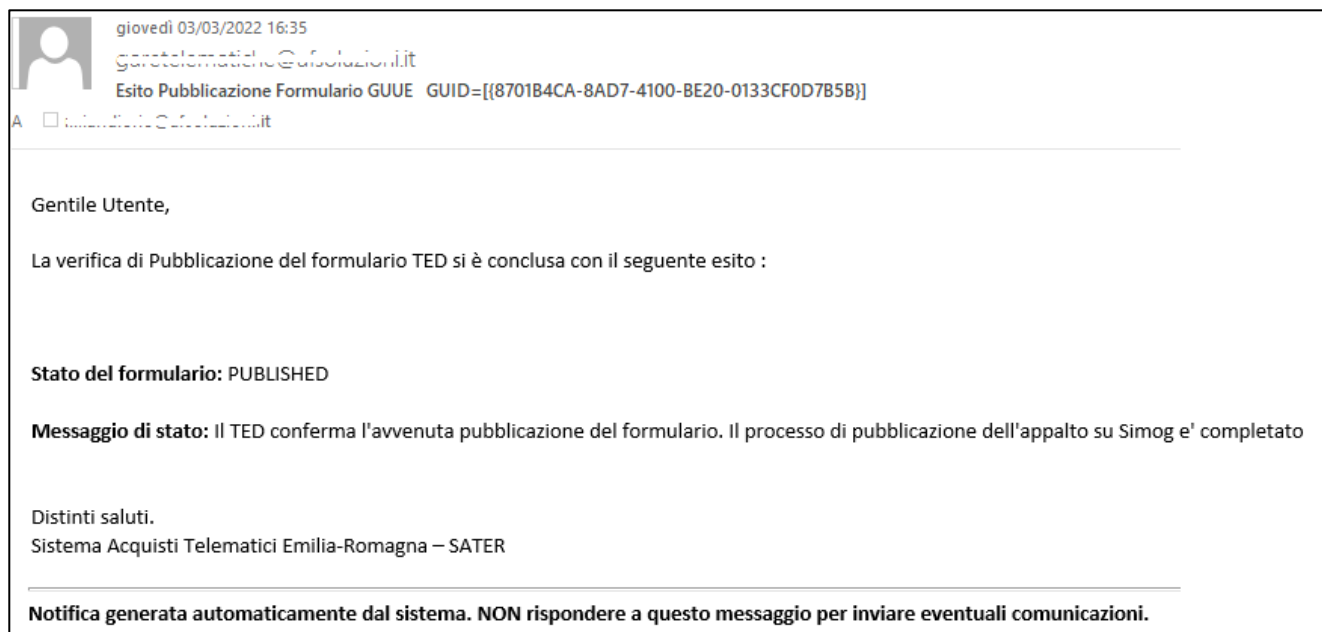 giovedì 03/03/2022 16:35
Esito Pubblicazione Formulario GUUE GUID=[{8701B4CA-8AD7-4100-BE20-0133CF0D7B5B}]
A
Gentile Utente,
La verifica di Pubblicazione del formulario TED si è conclusa con il seguente esito :
Stato del formulario: PUBLISHED
Messaggio di stato: Il TED conferma l'avvenuta pubblicazione del formulario. Il processo di pubblicazione dell'appalto su Simog e' completato
Distinti saluti.
Sistema Acquisti Telematici Emilia-Romagna – SATER
Notifica generata automaticamente dal sistema. NON rispondere a questo messaggio per inviare eventuali comunicazioni.